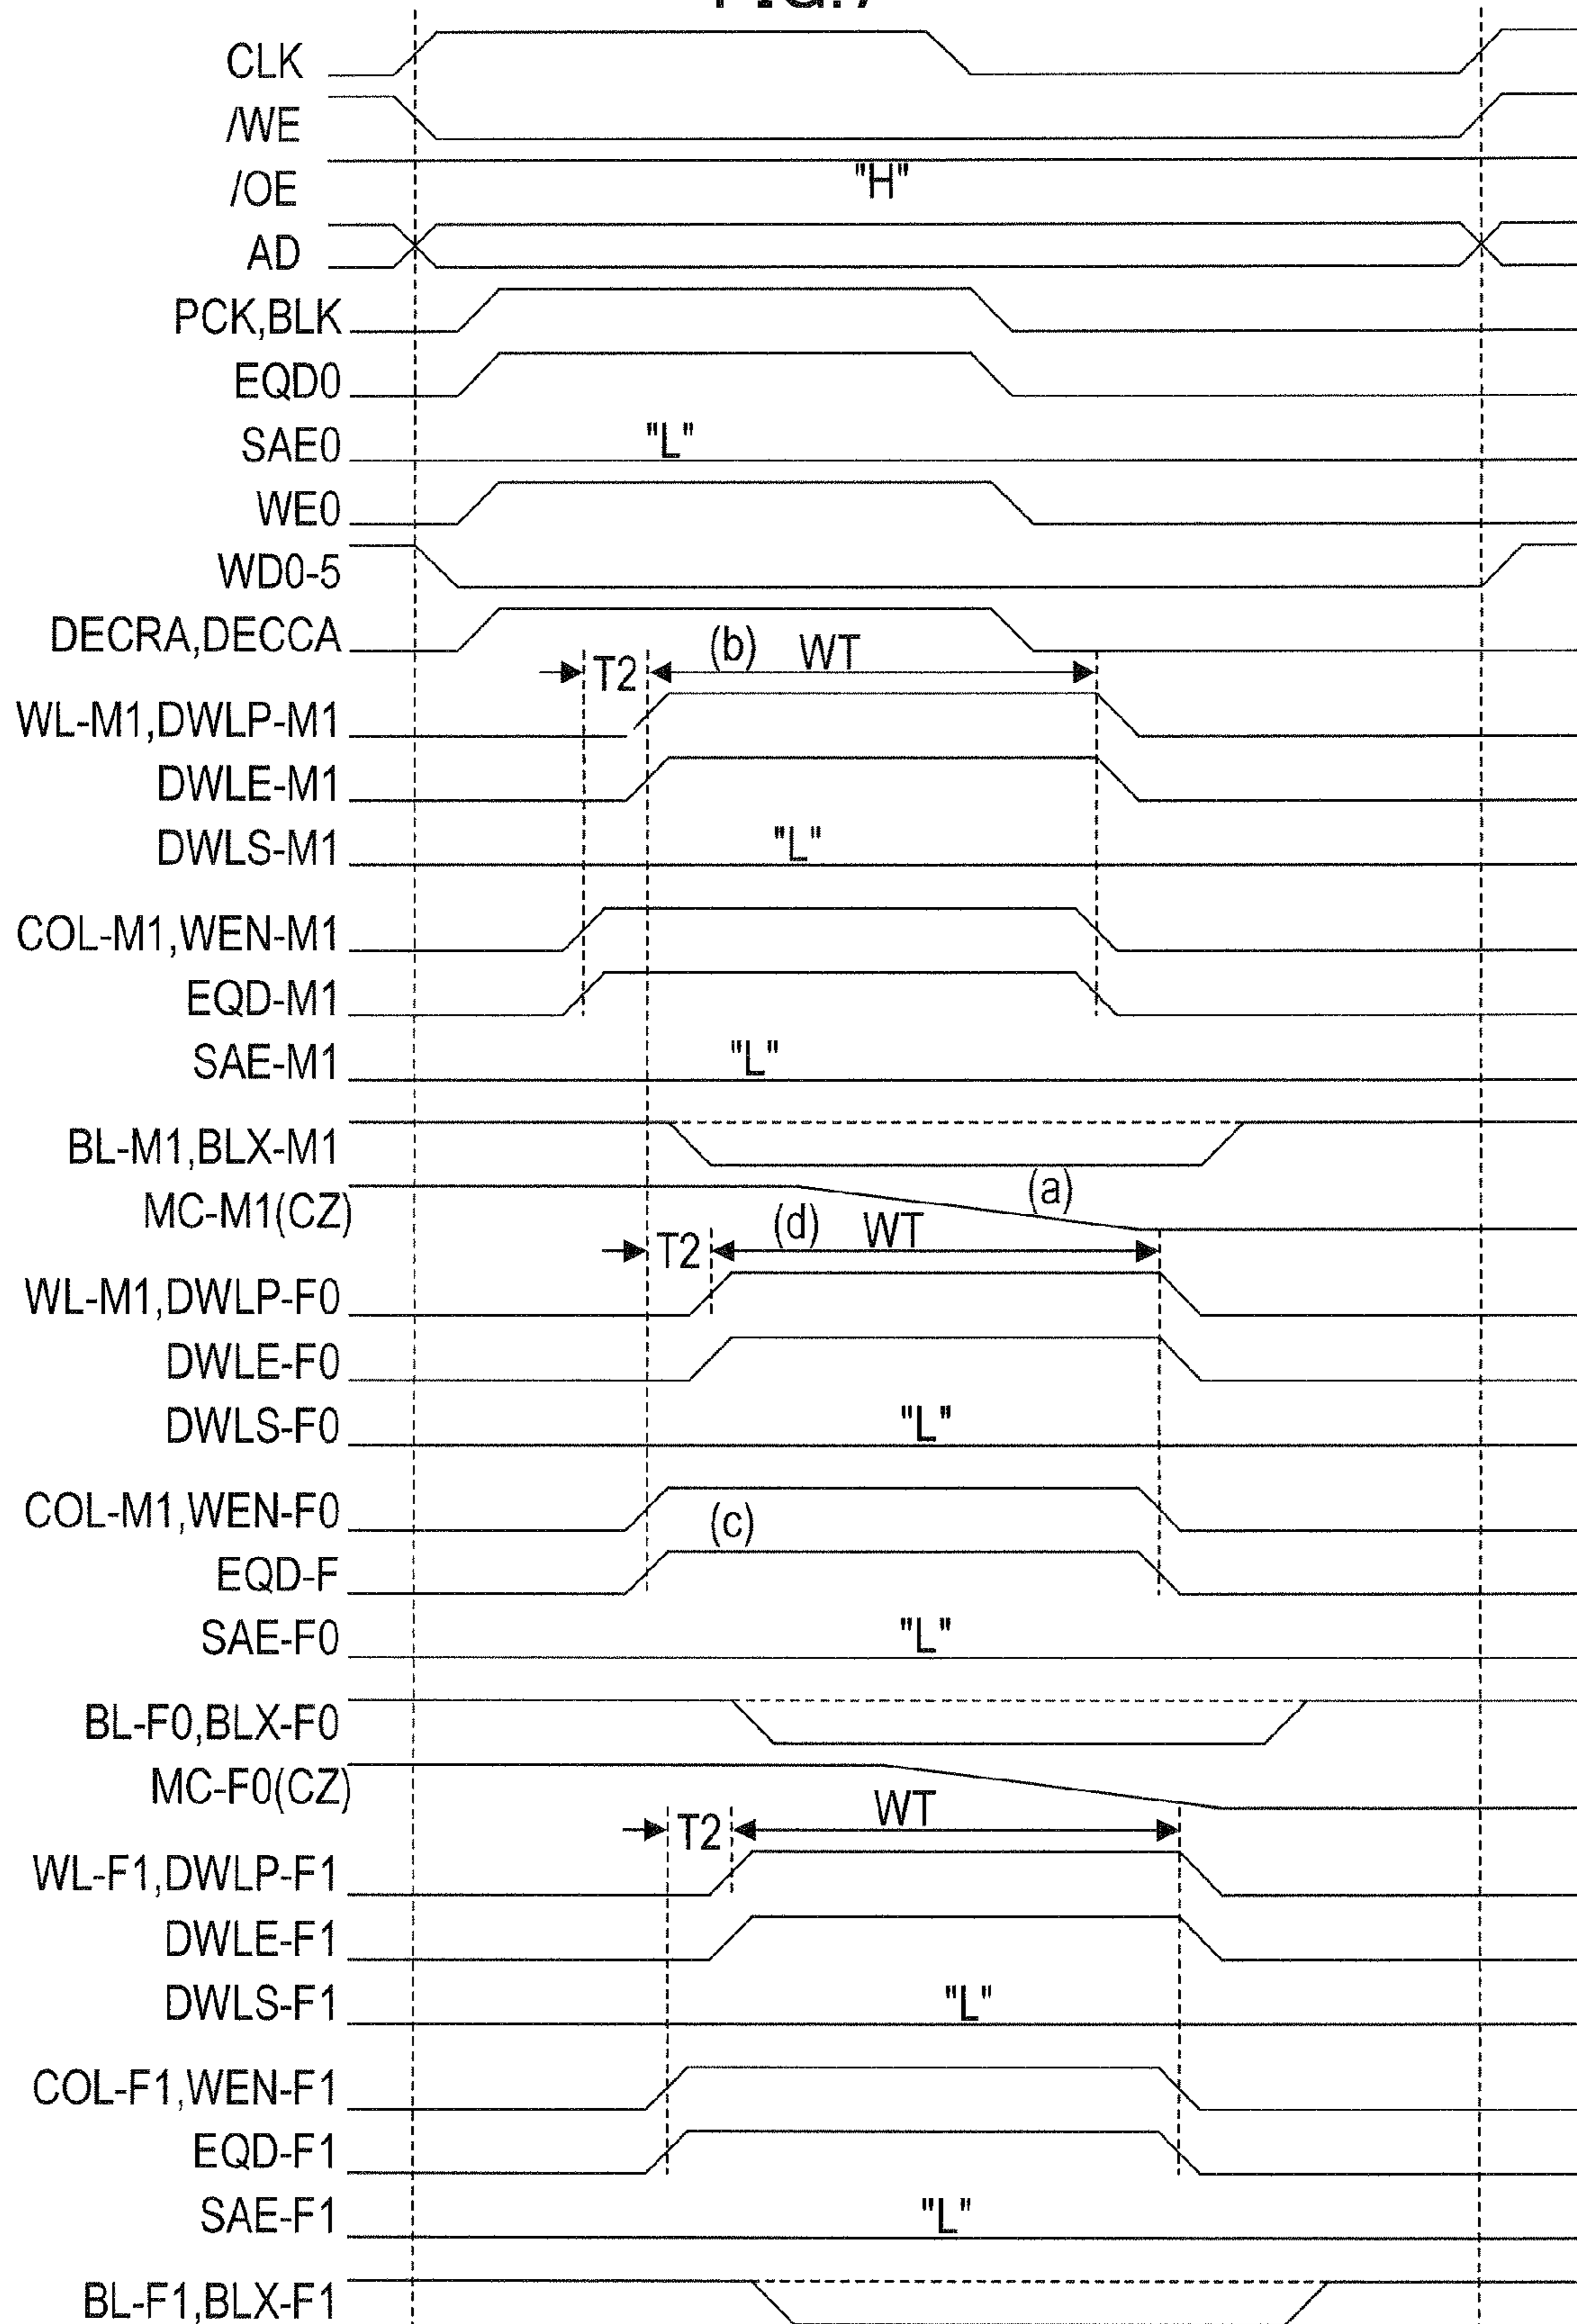 CLK
/WE
/OE "H"
AD
PCK,BLK
EQD0
SAE0 "L"
WE0
WD0-5
DECRA,DECCA
T2 (b) WT
WL-M1,DWLP-M1
DWLE-M1
DWLS-M1 "L"
COL-M1,WEN-M1
EQD-M1
SAE-M1 "L"
BL-M1,BLX-M1
MC-M1(CZ) (a)
T2 (d) WT
WL-M1,DWLP-F0
DWLE-F0
DWLS-F0 "L"
COL-M1,WEN-F0
(c)
EQD-F
SAE-F0 "L"
BL-F0,BLX-F0
MC-F0(CZ)
T2 WT
WL-F1,DWLP-F1
DWLE-F1
DWLS-F1 "L"
COL-F1,WEN-F1
EQD-F1
SAE-F1 "L"
BL-F1,BLX-F1